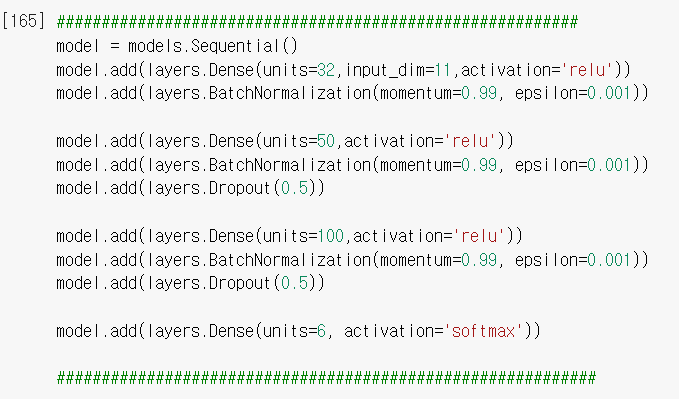 [165] ##########################################################
model = models.Sequential()
model.add(layers.Dense(units=32,input_dim=11,activation='relu'))
model.add(layers.BatchNormalization(momentum=0.99, epsilon=0.001))
model.add(layers.Dense(units=50,activation='relu'))
model.add(layers.BatchNormalization(momentum=0.99, epsilon=0.001))
model.add(layers.Dropout(0.5))
model.add(layers.Dense(units=100,activation='relu'))
model.add(layers.BatchNormalization(momentum=0.99, epsilon=0.001))
model.add(layers.Dropout(0.5))
model.add(layers.Dense(units=6, activation='softmax'))
############################################################